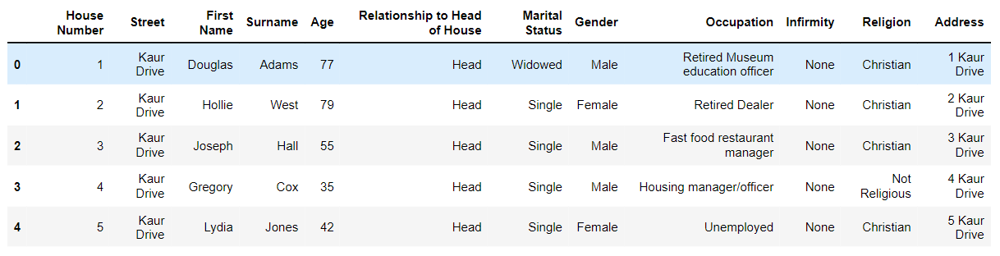 House Number Street First Name Surname Age Relationship to Head of House Marital Status Gender Occupation Infirmity Religion Address
0 1 Kaur Drive Douglas Adams 77 Head Widowed Male Retired Museum education officer None Christian 1 Kaur Drive
1 2 Kaur Drive Hollie West 79 Head Single Female Retired Dealer None Christian 2 Kaur Drive
2 3 Kaur Drive Joseph Hall 55 Head Single Male Fast food restaurant manager None Christian 3 Kaur Drive
3 4 Kaur Drive Gregory Cox 35 Head Single Male Housing manager/officer None Not Religious 4 Kaur Drive
4 5 Kaur Drive Lydia Jones 42 Head Single Female Unemployed None Christian 5 Kaur Drive